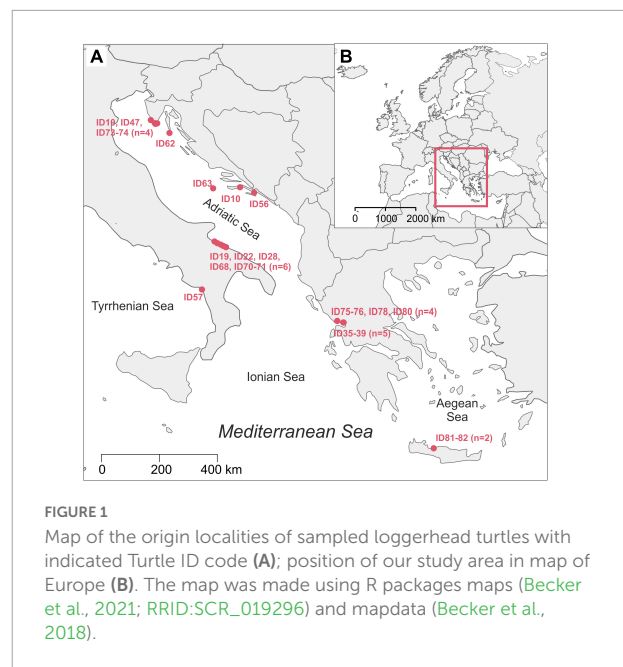 A
B
ID18, ID47,
ID73-74 (n=4)
ID62
ID63
ID10
ID56
Adriatic Sea
0 1000 2000 km
ID19, ID22, ID28,
ID68, ID70-71 (n=6)
ID57
Tyrrhenian Sea
ID75-76, ID78, ID80 (n=4)
ID35-39 (n=5)
Ionian Sea
Aegean
Sea
Mediterranean Sea
ID81-82 (n=2)
0 200 400 km
FIGURE 1
Map of the origin localities of sampled loggerhead turtles with
indicated Turtle ID code (A); position of our study area in map of
Europe (B). The map was made using R packages maps (Becker
et al., 2021; RRID:SCR_019296) and mapdata (Becker et al.,
2018).